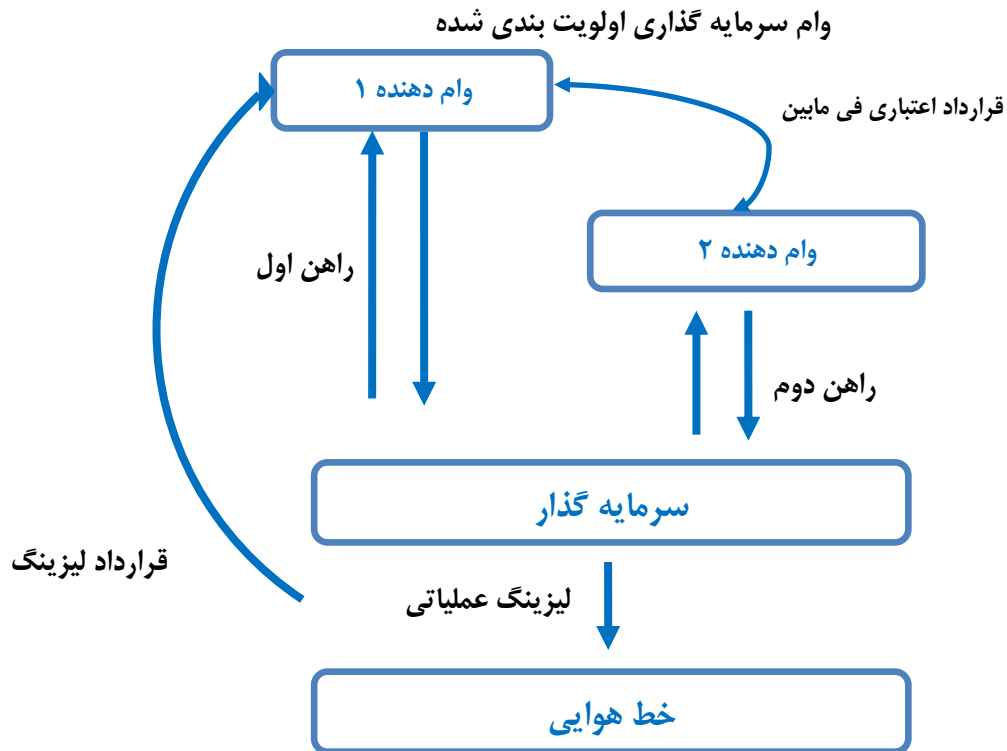 وام سرمایه گذاری اولویت بندی شده
وام دهنده ۱
قرارداد اعتباری فی مابین
وام دهنده ۲
راهن اول
راهن دوم
سرمایه گذار
قرارداد لیزینگ
لیزینگ عملیاتی
خط هوایی